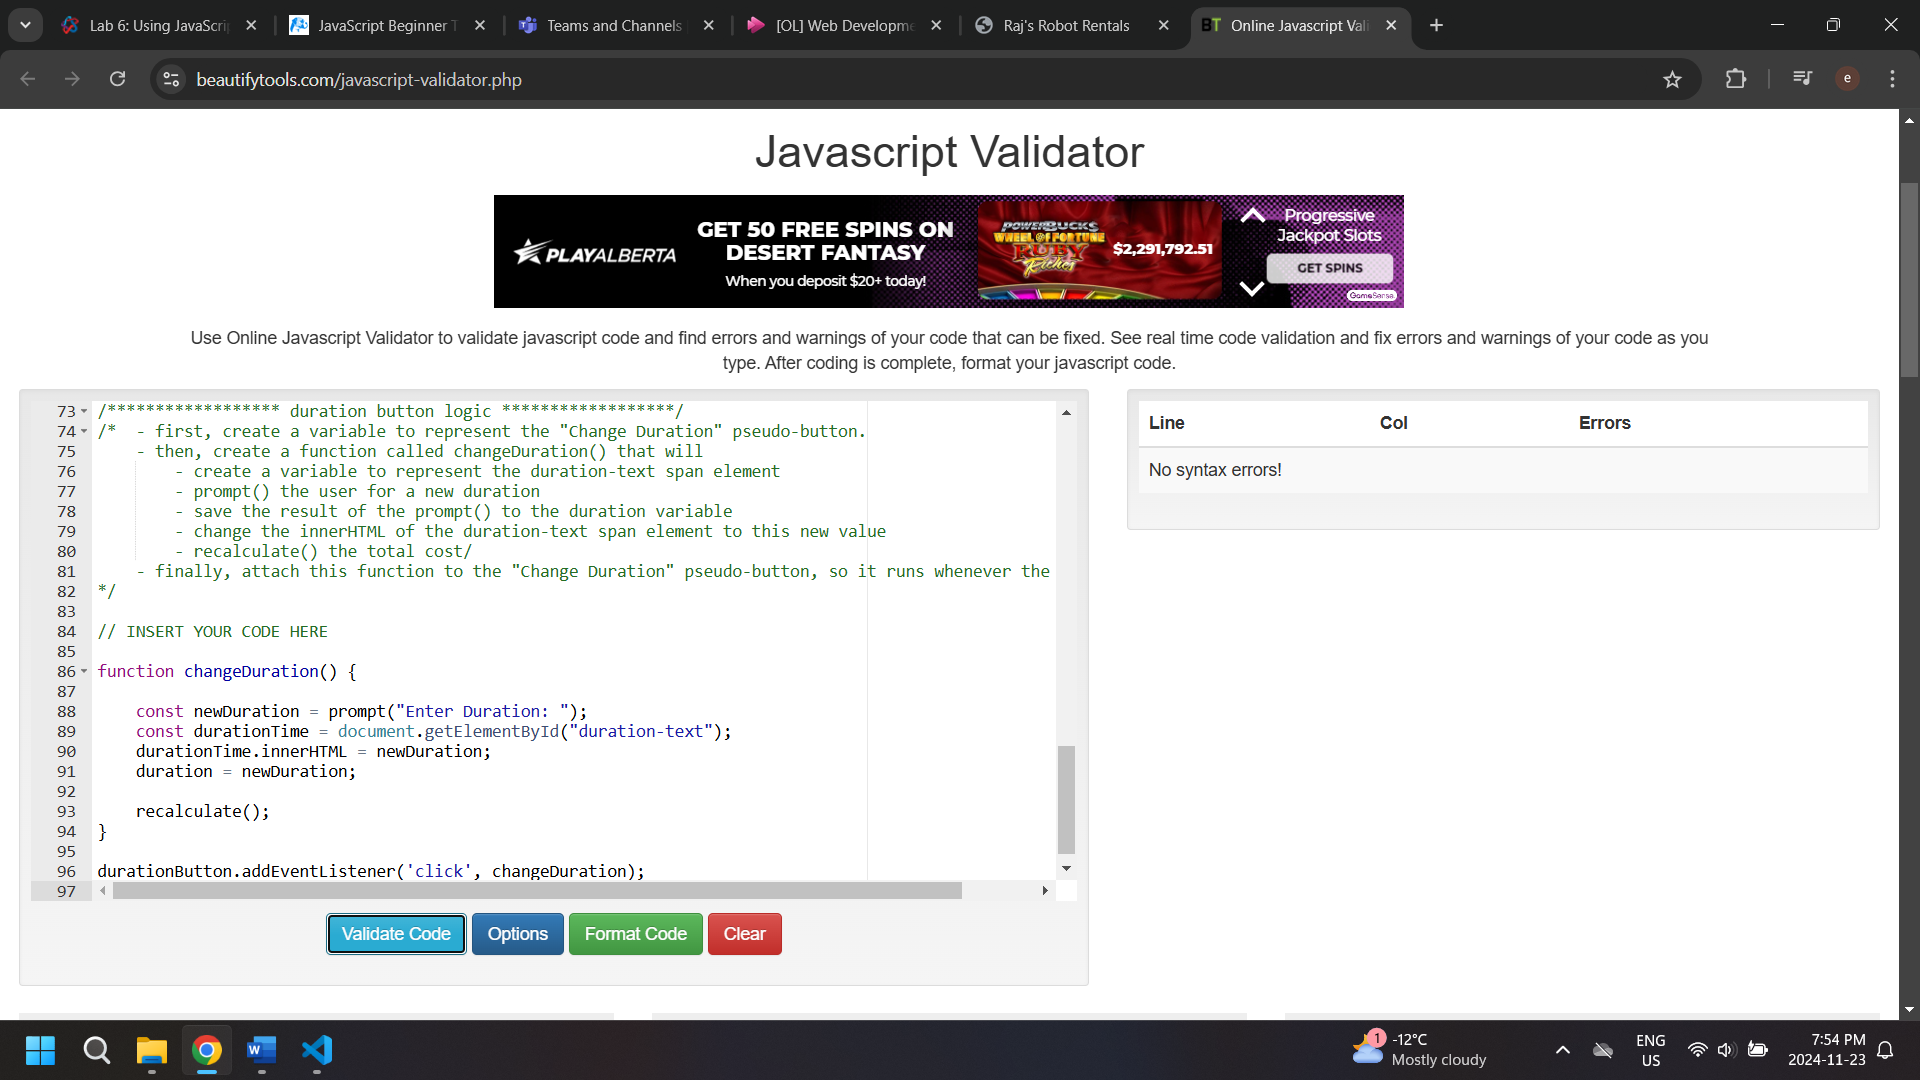 Lab 6: Using JavaScri
JavaScript Beginner T
Teams and Channels
[OL] Web Developme
Raj's Robot Rentals
BT Online Javascript Vali
beautifytools.com/javascript-validator.php
e
Javascript Validator
PLAYALBERTA
GET 50 FREE SPINS ON
DESERT FANTASY
When you deposit $20+ today!
POWERBUCKS
WHEEL OF FORTUNE
RUBY
Riches
$2,291,792.51
Progressive
Jackpot Slots
GET SPINS
GameSense
Use Online Javascript Validator to validate javascript code and find errors and warnings of your code that can be fixed. See real time code validation and fix errors and warnings of your code as you
type. After coding is complete, format your javascript code.
73 /****************** duration button logic ******************/
74 /*  - first, create a variable to represent the "Change Duration" pseudo-button.
75     - then, create a function called changeDuration() that will
76         - create a variable to represent the duration-text span element
77         - prompt() the user for a new duration
78         - save the result of the prompt() to the duration variable
79         - change the innerHTML of the duration-text span element to this new value
80         - recalculate() the total cost/
81     - finally, attach this function to the "Change Duration" pseudo-button, so it runs whenever the
82 */
83
84 // INSERT YOUR CODE HERE
85
86 function changeDuration() {
87
88     const newDuration = prompt("Enter Duration: ");
89     const durationTime = document.getElementById("duration-text");
90     durationTime.innerHTML = newDuration;
91     duration = newDuration;
92
93     recalculate();
94 }
95
96 durationButton.addEventListener('click', changeDuration);
97
Line Col Errors
No syntax errors!
Validate Code Options Format Code Clear
1
-12°C
Mostly cloudy
ENG
US
7:54 PM
2024-11-23